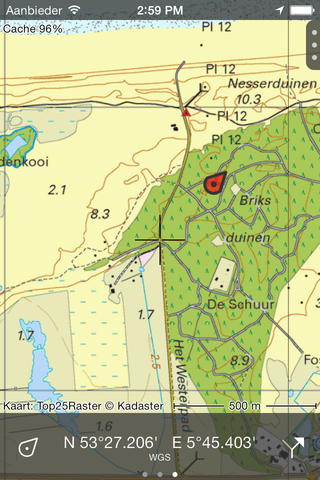 Aanbieder 2:59 PM
Cache 96%
Pl 12
Pl 12
Nesserduinen
10.3
Pl 12
Pl 12
denkooi
2.1
Briks
8.3
duinen
De Schuur
1.7
1.7
2.5
Het Westelpad
8.9
Fos
1.6
Kaart: Top25Raster © Kadaster
500 m
N 53°27.206' E 5°45.403'
WGS